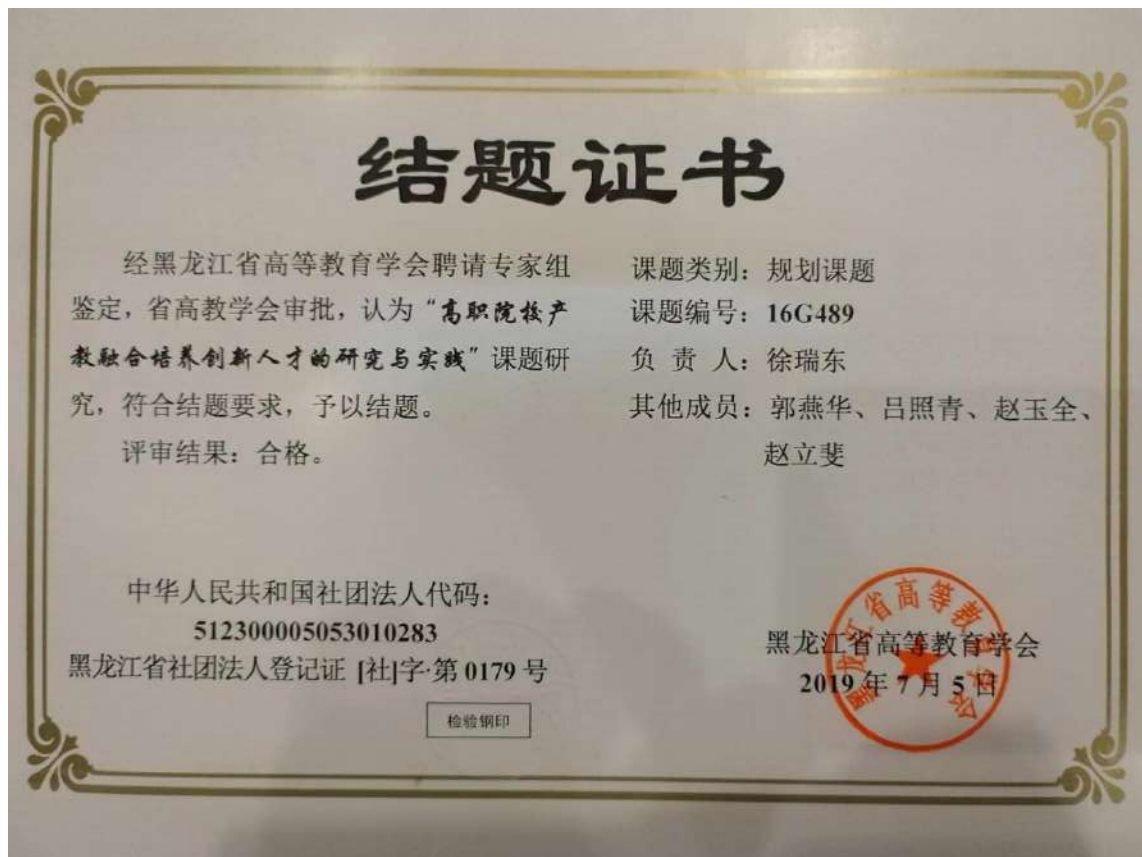 结题证书
经黑龙江省高等教育学会聘请专家组
鉴定，省高教学会审批，认为“高职院校产
教融合培养创新人才的研究与实践”课题研
究，符合结题要求，予以结题。
评审结果：合格。
课题类别：规划课题
课题编号：16G489
负 责 人：徐瑞东
其他成员：郭燕华、吕照青、赵玉全、
赵立斐
中华人民共和国社团法人代码：
512300005053010283
黑龙江省社团法人登记证 [社]字·第 0179 号
检验钢印
黑龙江省高等教育学会
2019 年 7 月 5 日
黑龙江省高等教育学会